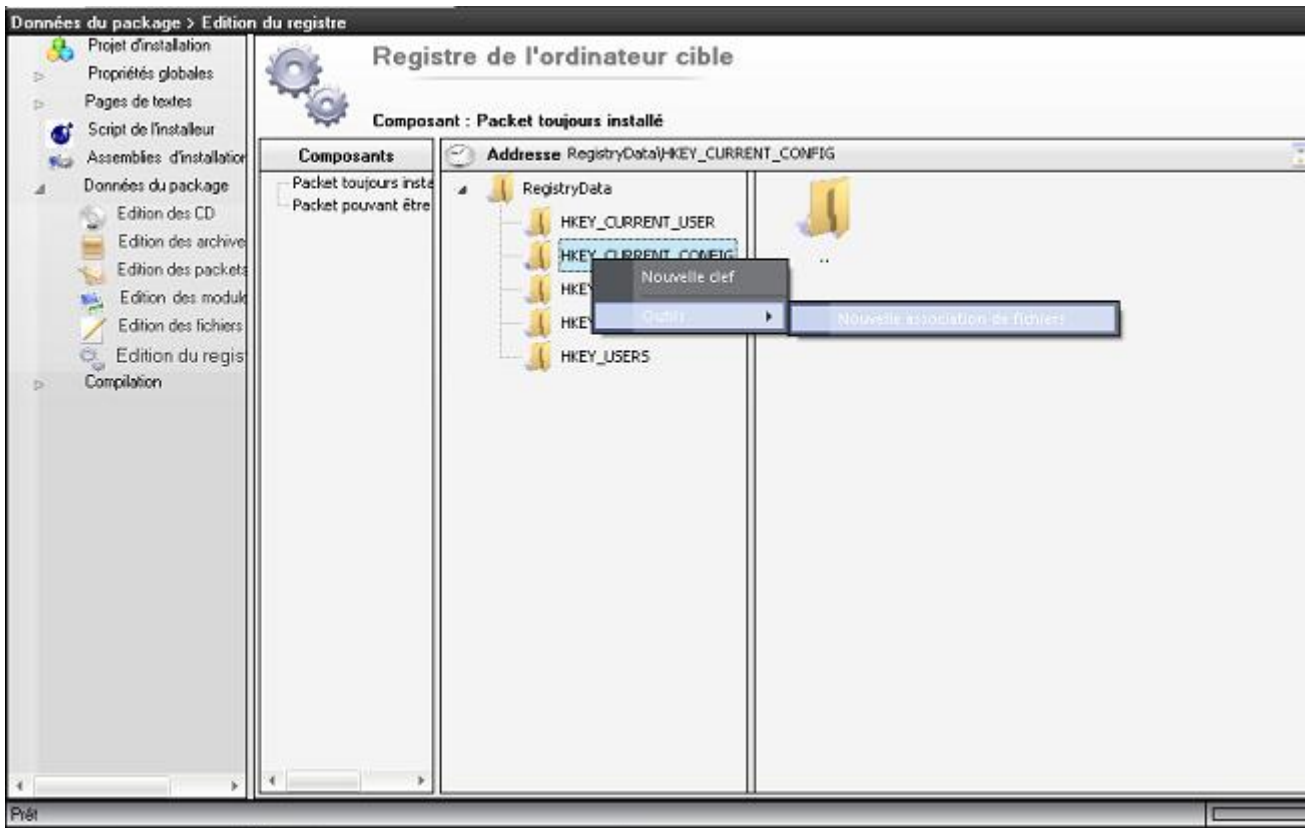 Données du package > Edition du registre
Projet d'installation
Propriétés globales
Pages de textes
Script de l'installeur
Assemblies d'installation
Données du package
Edition des CD
Edition des archive
Edition des packets
Edition des module
Edition des fichiers
Edition du regis
Compilation
Registre de l'ordinateur cible
Composant : Packet toujours installé
Composants
Packet toujours insta
Packet pouvant être
Addresse RegistryData\HKEY_CURRENT_CONFIG
RegistryData
HKEY_CURRENT_USER
HKEY_CURRENT_CONFIG
HKEY
HKEY
HKEY_USERS
..
Nouvelle clef
Outils
Nouvelle association de fichiers
Prêt